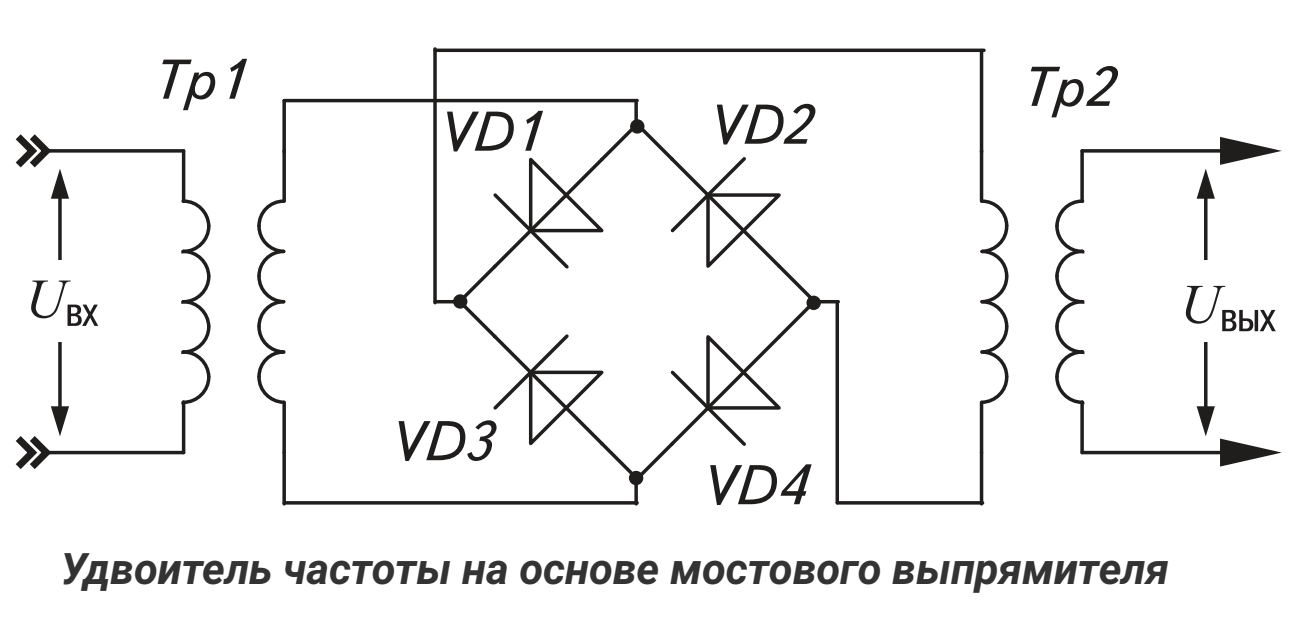 Тр1
Тр2
VD1
VD2
Uвх
Uвых
VD3
VD4
Удвоитель частоты на основе мостового выпрямителя